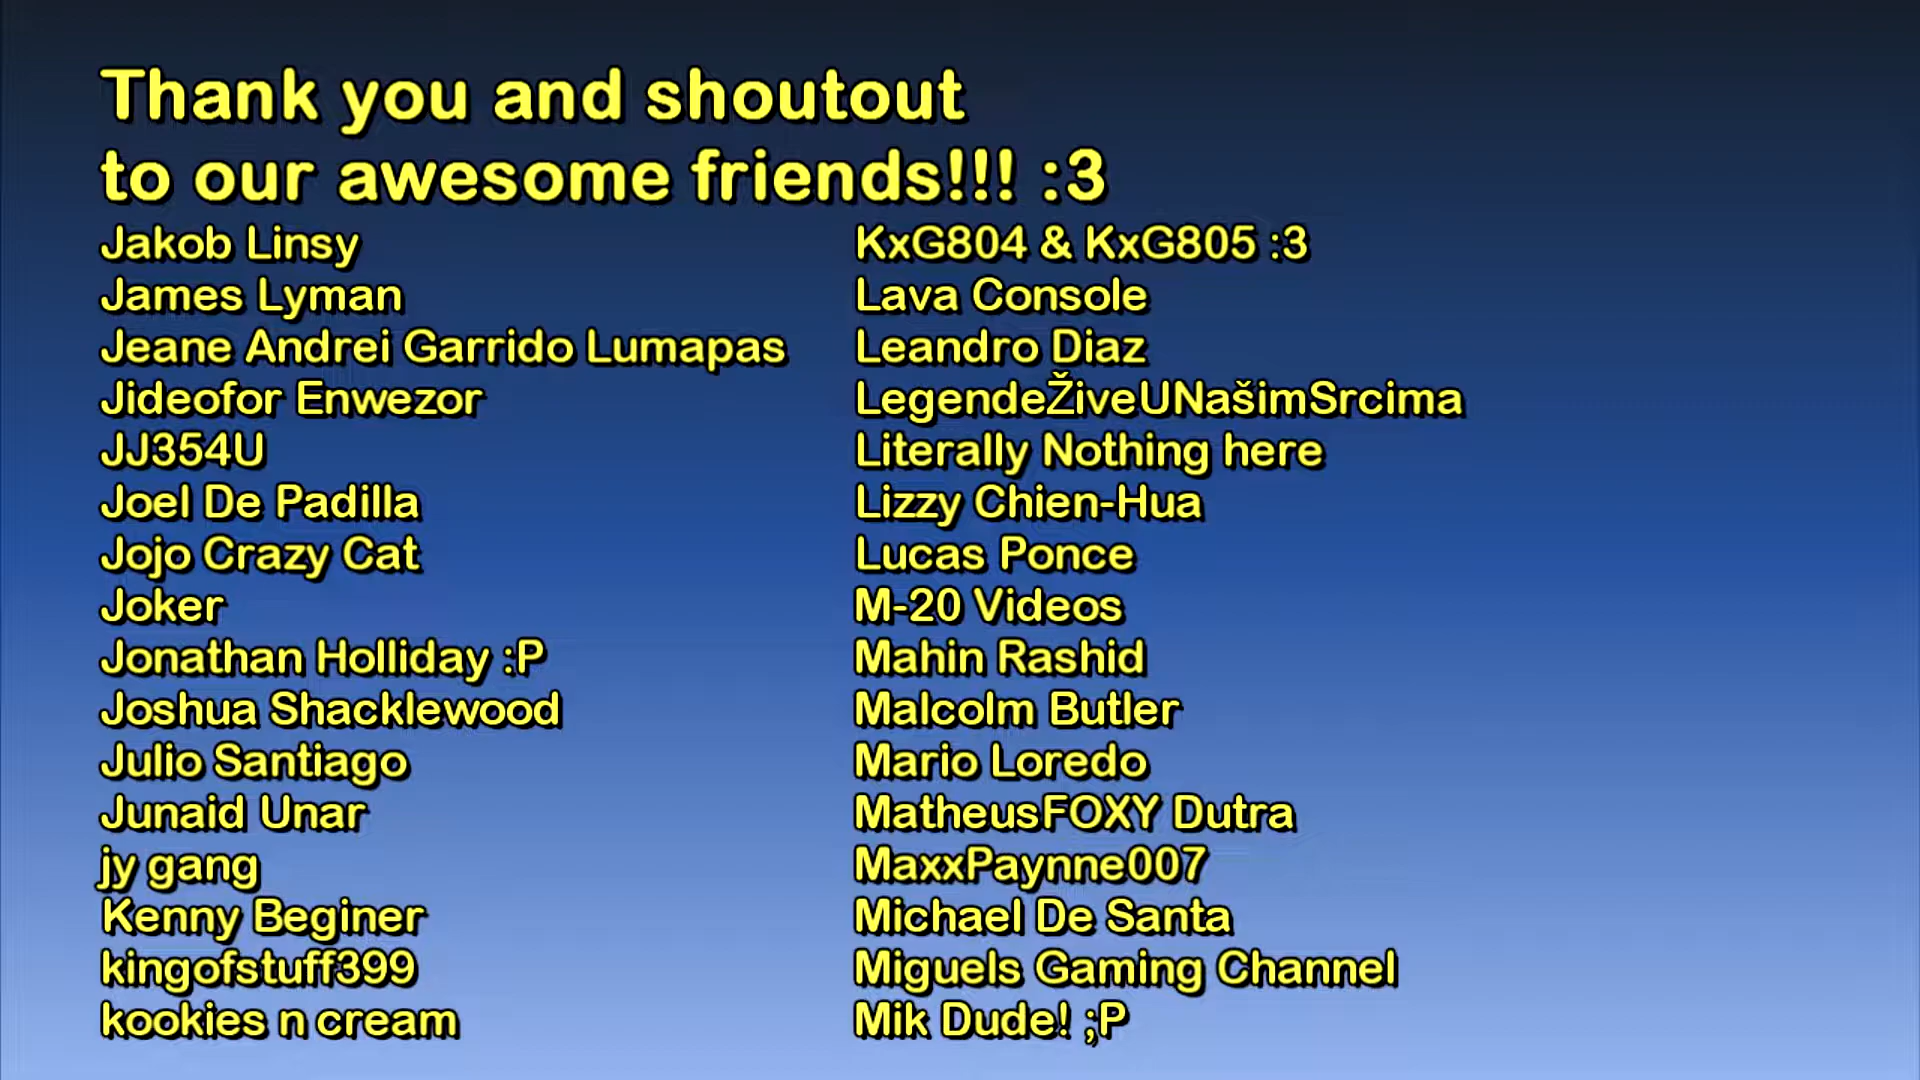 Thank you and shoutout
to our awesome friends!!! :3
Jakob Linsy
James Lyman
Jeane Andrei Garrido Lumapas
Jideofor Enwezor
JJ354U
Joel De Padilla
Jojo Crazy Cat
Joker
Jonathan Holliday :P
Joshua Shacklewood
Julio Santiago
Junaid Unar
jy gang
Kenny Beginer
kingofstuff399
kookies n cream
KxG804 & KxG805 :3
Lava Console
Leandro Diaz
LegendeŽiveUNašimSrcima
Literally Nothing here
Lizzy Chien-Hua
Lucas Ponce
M-20 Videos
Mahin Rashid
Malcolm Butler
Mario Loredo
MatheusFOXY Dutra
MaxxPaynne007
Michael De Santa
Miguels Gaming Channel
Mik Dude! ;P